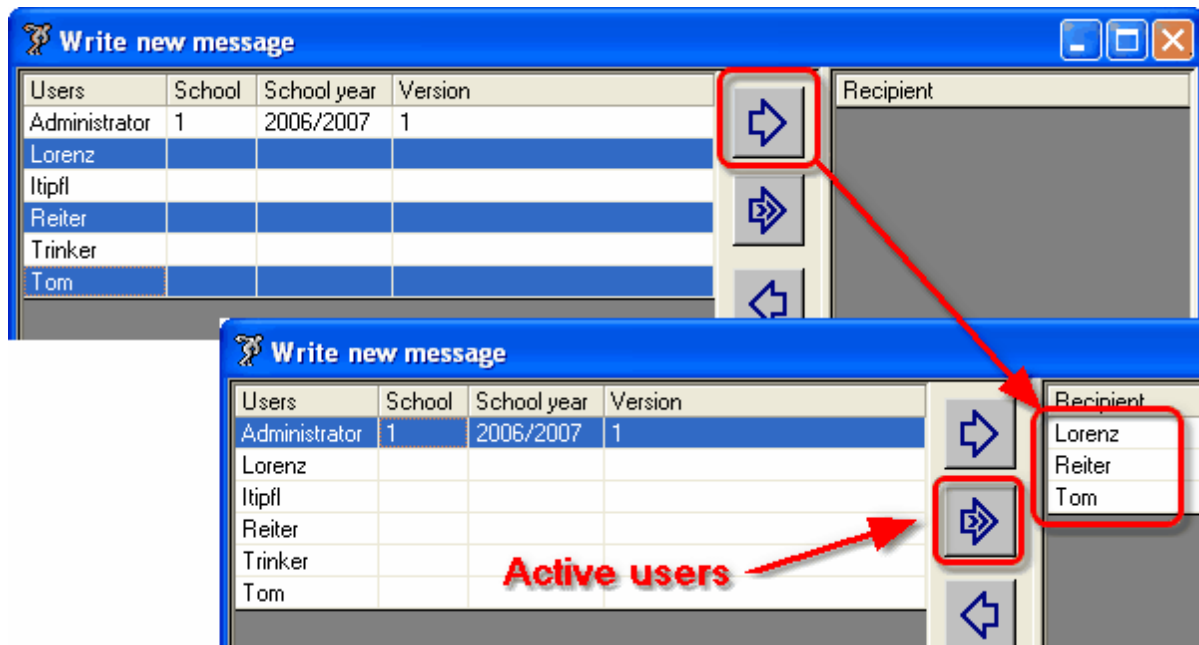 Write new message
Users School School year Version Recipient
Administrator 1 2006/2007 1
Lorenz
Itipfl
Reiter
Trinker
Tom
Write new message
Users School School year Version Recipient
Administrator 1 2006/2007 1 Lorenz
Lorenz Reiter
Itipfl Tom
Reiter
Trinker
Tom
Active users